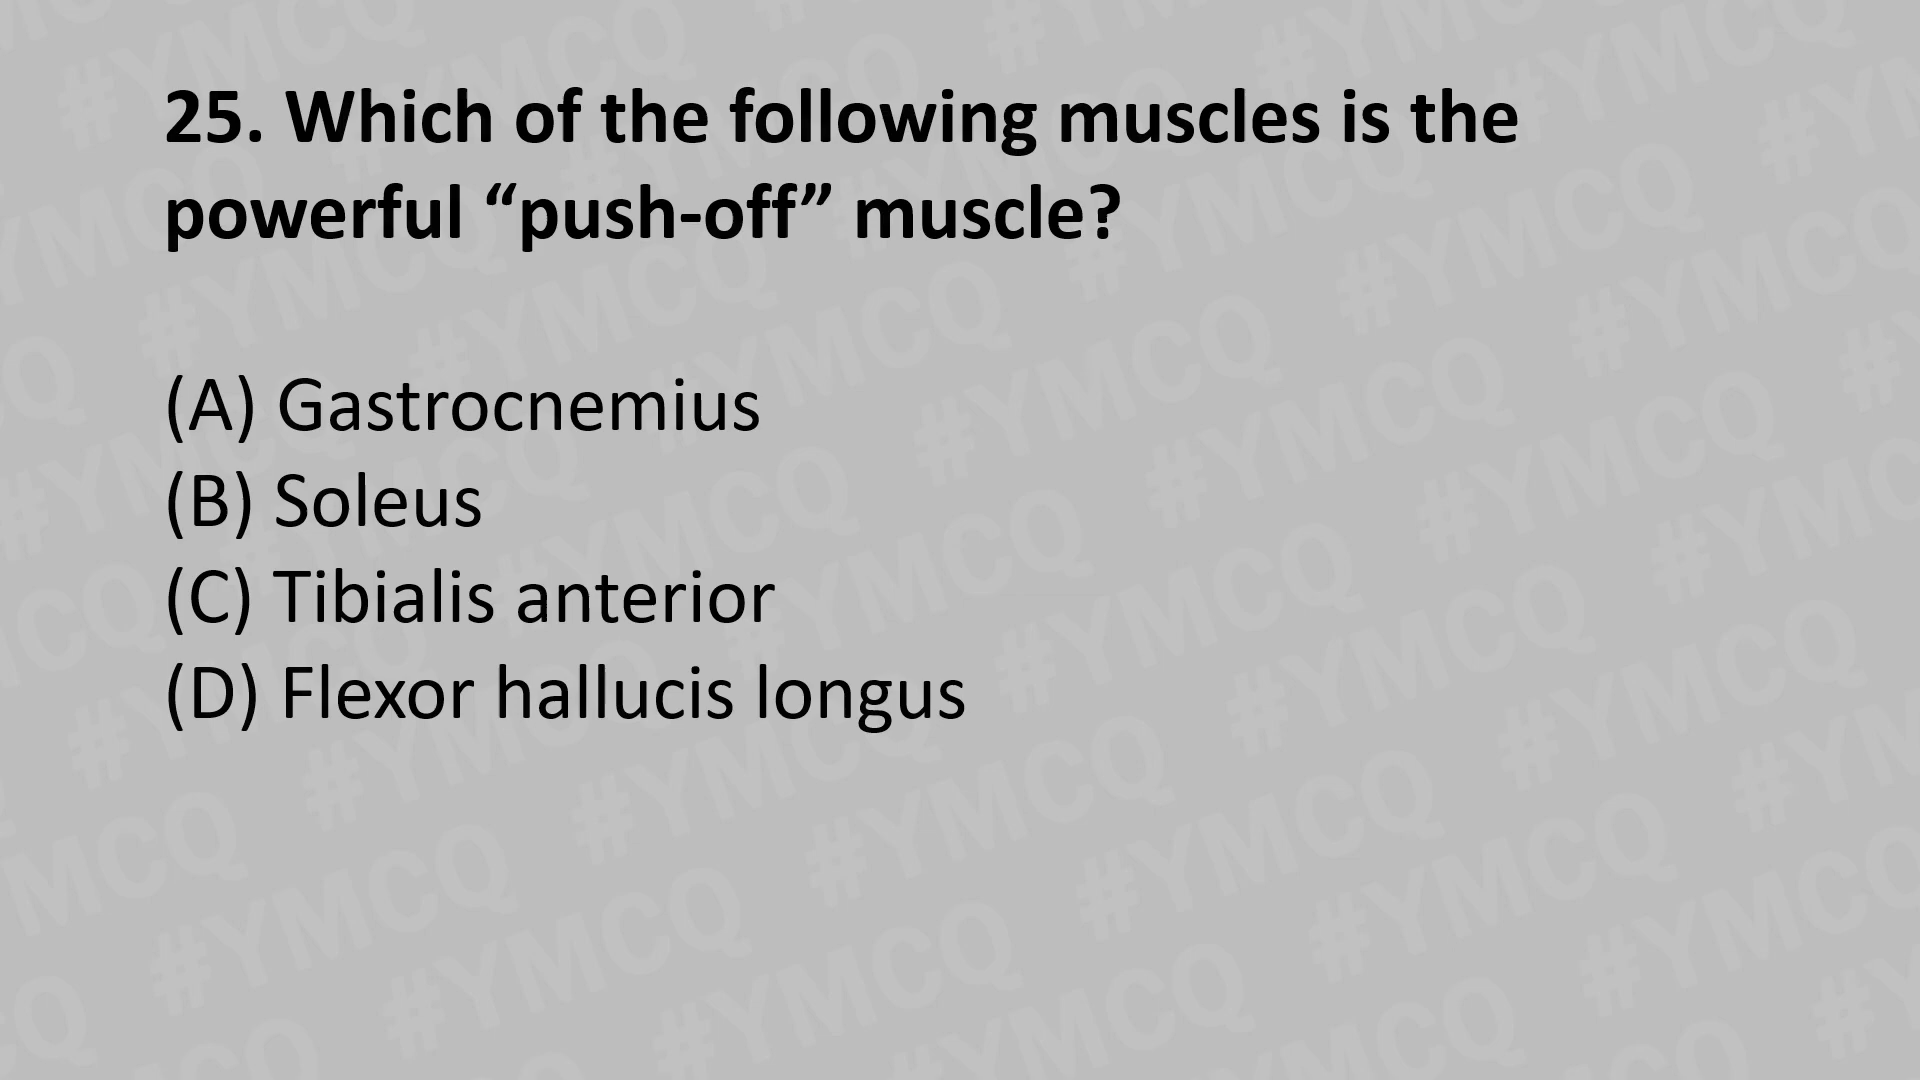 25. Which of the following muscles is the
powerful “push-off” muscle?
(A) Gastrocnemius
(B) Soleus
(C) Tibialis anterior
(D) Flexor hallucis longus
#YMCQ